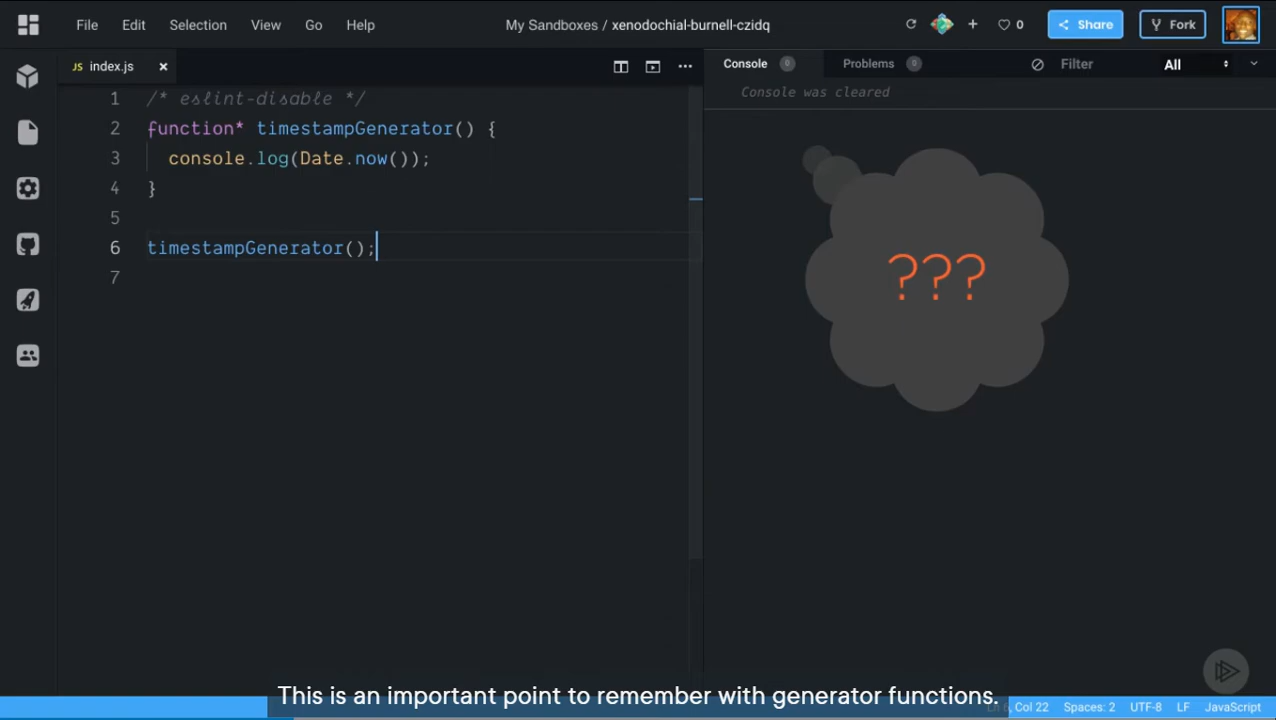 File Edit Selection View Go Help My Sandboxes / xenodochial-burnell-czidq + 0 Share Fork
JS index.js × ... Console 0 Problems 0 Filter All
Console was cleared
1 /* eslint-disable */
2 function* timestampGenerator() {
3 console.log(Date.now());
4 }
5
6 timestampGenerator();
7
???
This is an important point to remember with generator functions.
Ln 6, Col 22 Spaces: 2 UTF-8 LF JavaScript